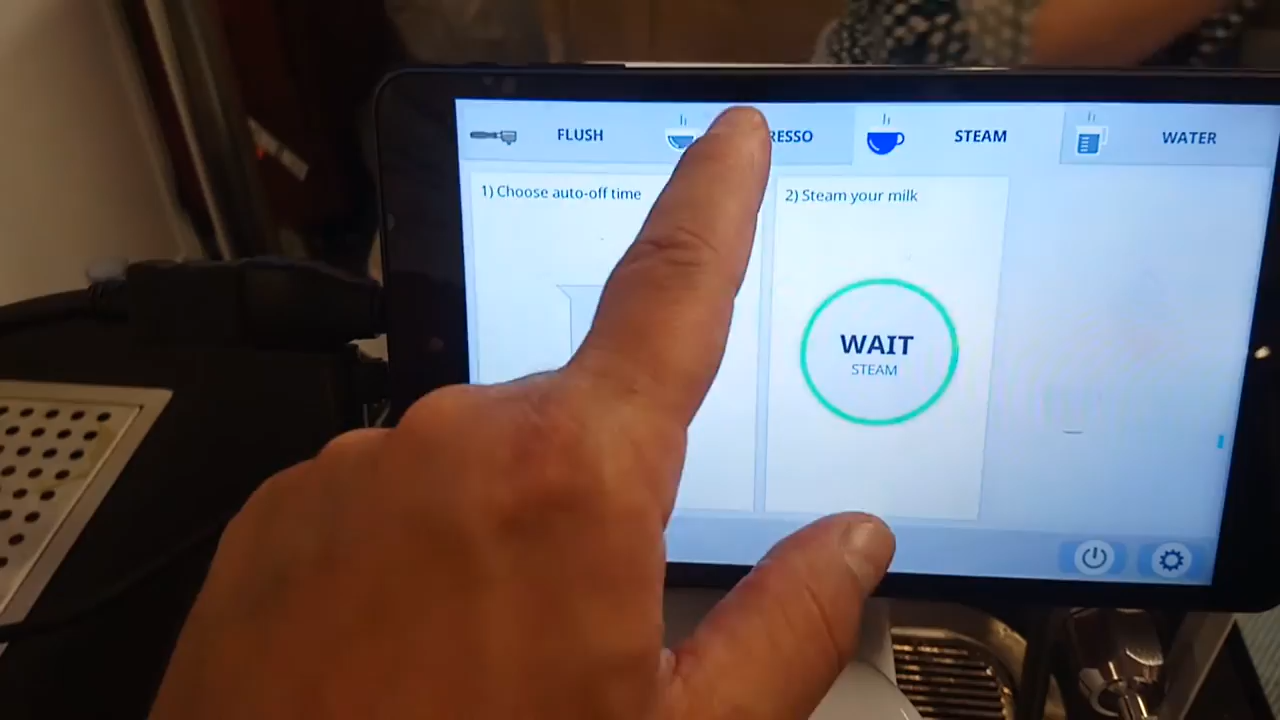 FLUSH
RESSO
STEAM
WATER
1) Choose auto-off time
2) Steam your milk
WAIT
STEAM